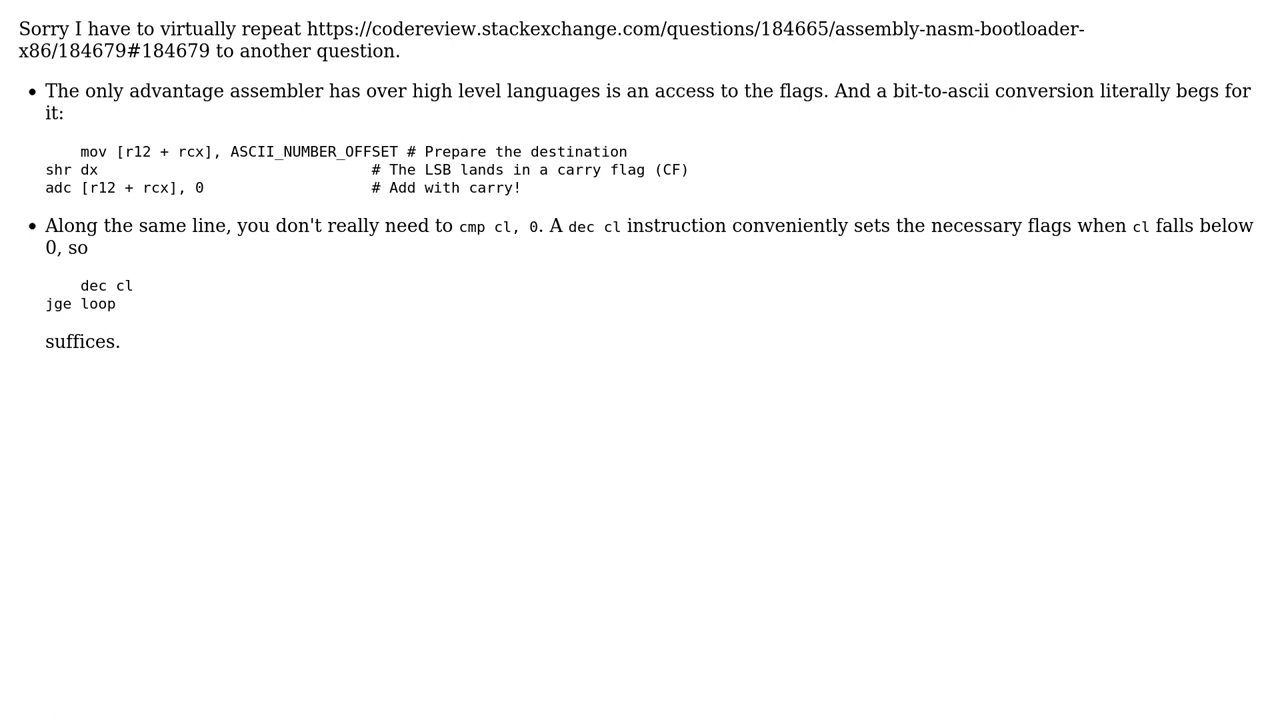 Sorry I have to virtually repeat https://codereview.stackexchange.com/questions/184665/assembly-nasm-bootloader-
x86/184679#184679 to another question.
• The only advantage assembler has over high level languages is an access to the flags. And a bit-to-ascii conversion literally begs for
it:
    mov [r12 + rcx], ASCII_NUMBER_OFFSET # Prepare the destination
shr dx                               # The LSB lands in a carry flag (CF)
adc [r12 + rcx], 0                   # Add with carry!
• Along the same line, you don't really need to cmp cl, 0. A dec cl instruction conveniently sets the necessary flags when cl falls below
0, so
    dec cl
jge loop
suffices.